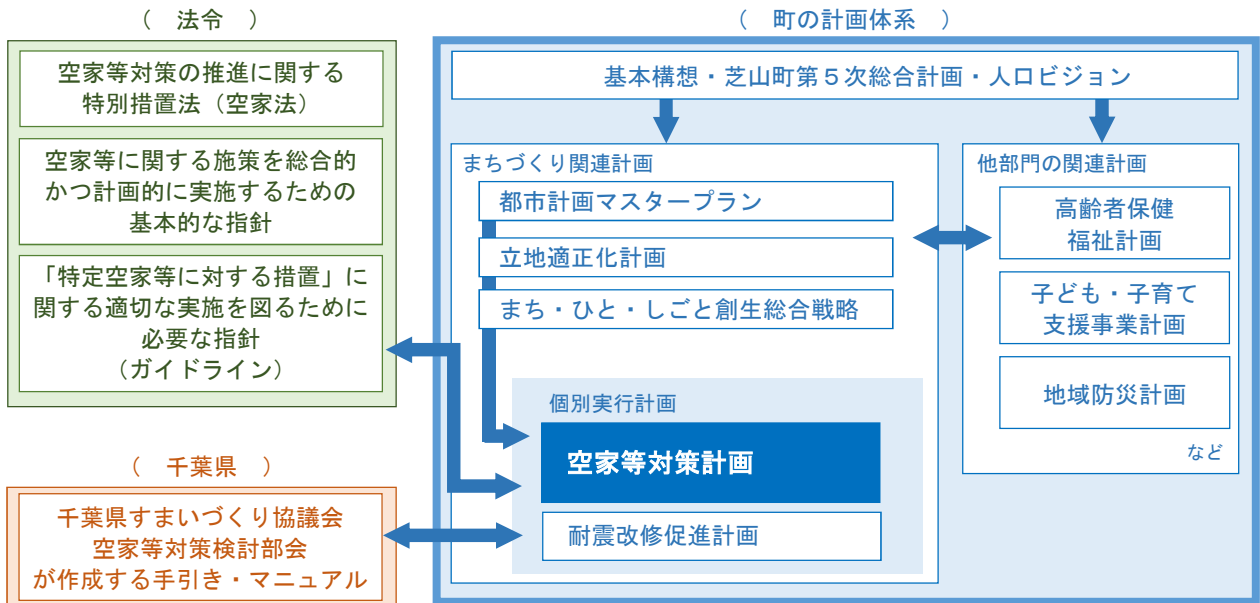 （　法令　）
空家等対策の推進に関する
特別措置法（空家法）
空家等に関する施策を総合的
かつ計画的に実施するための
基本的な指針
「特定空家等に対する措置」に
関する適切な実施を図るために
必要な指針
（ガイドライン）
（　千葉県　）
千葉県すまいづくり協議会
空家等対策検討部会
が作成する手引き・マニュアル
（　町の計画体系　）
基本構想・芝山町第５次総合計画・人口ビジョン
まちづくり関連計画
都市計画マスタープラン
立地適正化計画
まち・ひと・しごと創生総合戦略
個別実行計画
空家等対策計画
耐震改修促進計画
他部門の関連計画
高齢者保健
福祉計画
子ども・子育て
支援事業計画
地域防災計画
など